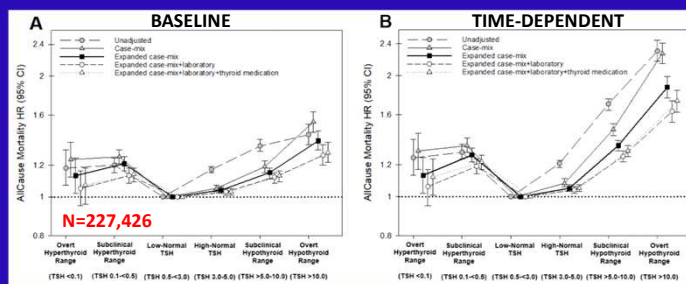 A BASELINE
AllCause Mortality HR (95% CI)
2.4
2
1.6
1.2
1
0.8
Unadjusted
Case-mix
Expanded case-mix
Expanded case-mix+laboratory
Expanded case-mix+laboratory+thyroid medication
N=227,426
Overt
Hyperthyroid
Range
(TSH <0.1)
Subclinical
Hyperthyroid
Range
(TSH 0.1-<0.5)
Low-Normal
TSH
(TSH 0.5-<3.0)
High-Normal
TSH
(TSH 3.0-5.0)
Subclinical
Hypothyroid
Range
(TSH >5.0-10.0)
Overt
Hypothyroid
Range
(TSH >10.0)
B TIME-DEPENDENT
AllCause Mortality HR (95% CI)
2.4
2
1.6
1.2
1
0.8
Unadjusted
Case-mix
Expanded case-mix
Expanded case-mix+laboratory
Expanded case-mix+laboratory+thyroid medication
Overt
Hyperthyroid
Range
(TSH <0.1)
Subclinical
Hyperthyroid
Range
(TSH 0.1-<0.5)
Low-Normal
TSH
(TSH 0.5-<3.0)
High-Normal
TSH
(TSH 3.0-5.0)
Subclinical
Hypothyroid
Range
(TSH >5.0-10.0)
Overt
Hypothyroid
Range
(TSH >10.0)